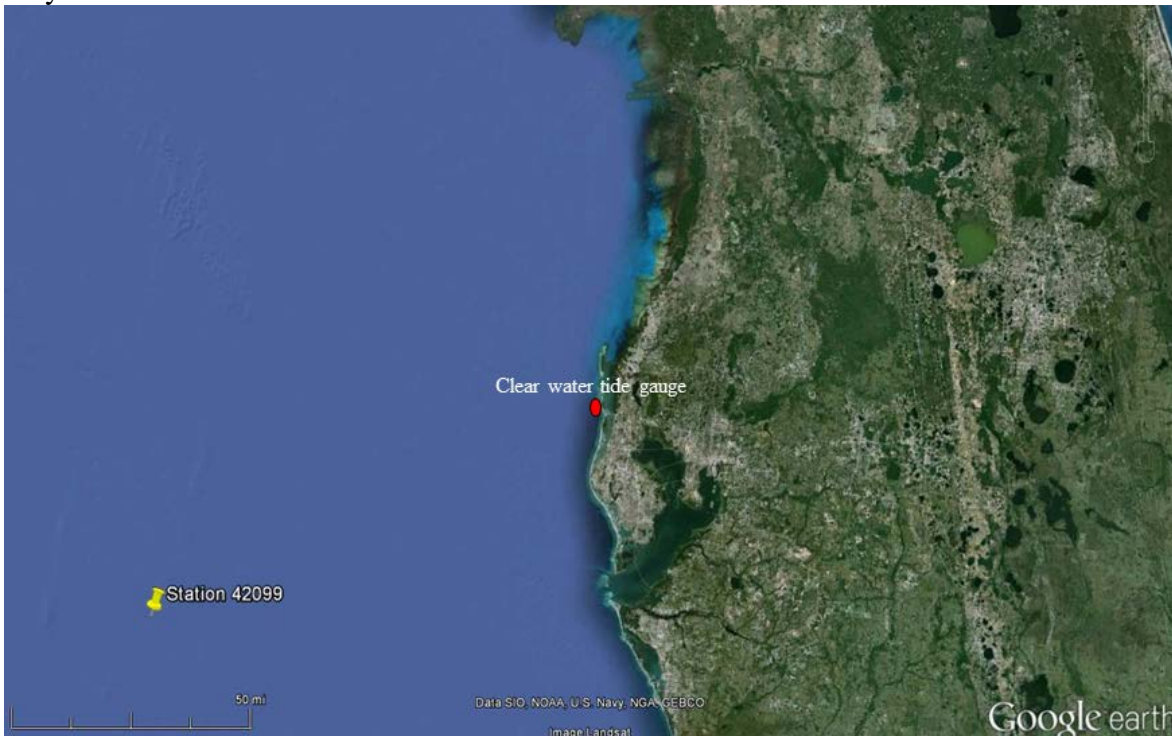 Clear water tide gauge
Station 42099
50 mi
Data SIO, NOAA, U.S. Navy, NGA, GEBCO
Image Landsat
Google earth